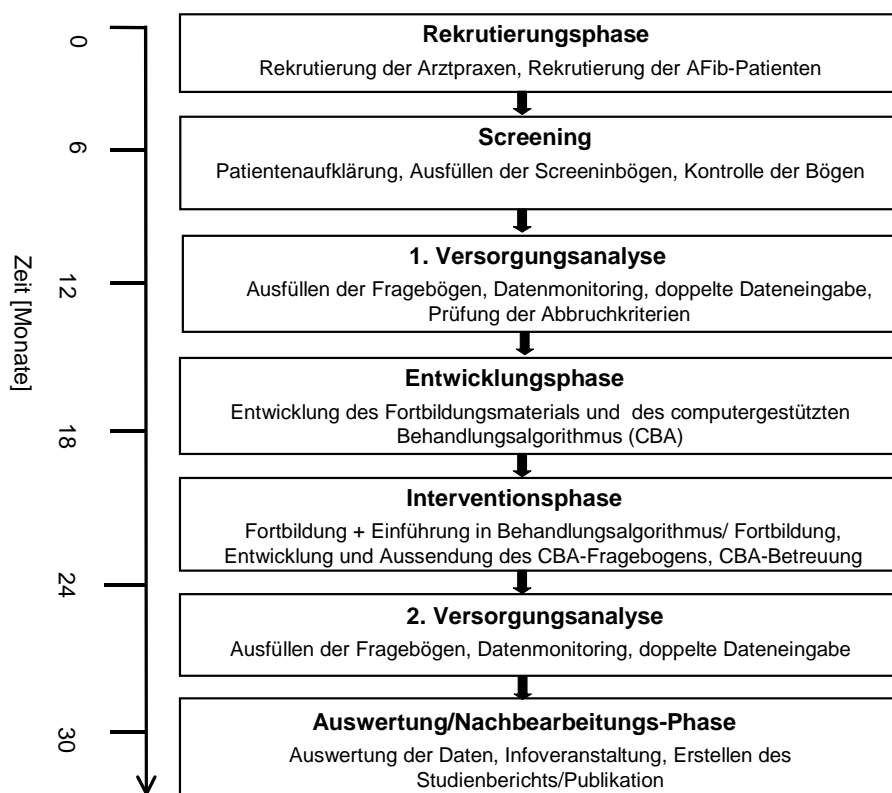 0
6
12
18
24
30
Zeit [Monate]
Rekrutierungsphase
Rekrutierung der Arztpraxen, Rekrutierung der AFib-Patienten
Screening
Patientenaufklärung, Ausfüllen der Screeninbögen, Kontrolle der Bögen
1. Versorgungsanalyse
Ausfüllen der Fragebögen, Datenmonitoring, doppelte Dateneingabe,
Prüfung der Abbruchkriterien
Entwicklungsphase
Entwicklung des Fortbildungsmaterials und des computergestützten
Behandlungsalgorithmus (CBA)
Interventionsphase
Fortbildung + Einführung in Behandlungsalgorithmus/ Fortbildung,
Entwicklung und Aussendung des CBA-Fragebogens, CBA-Betreuung
2. Versorgungsanalyse
Ausfüllen der Fragebögen, Datenmonitoring, doppelte Dateneingabe
Auswertung/Nachbearbeitungs-Phase
Auswertung der Daten, Infoveranstaltung, Erstellen des
Studienberichts/Publikation